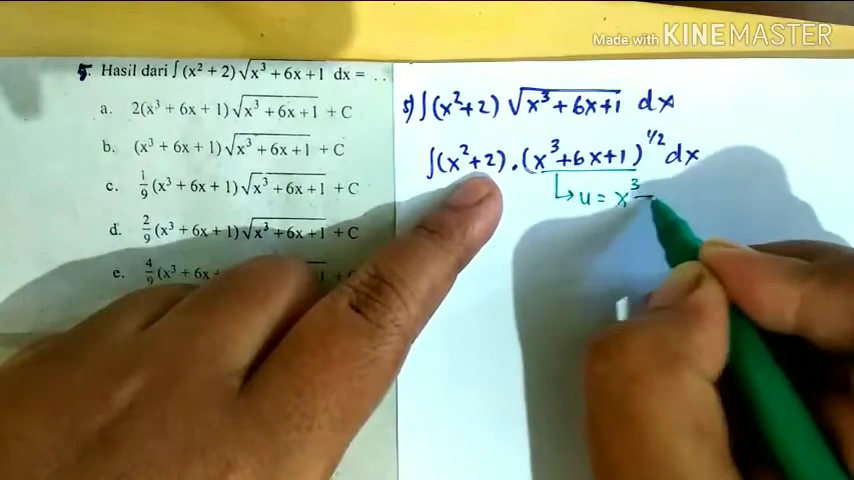 Made with KINEMASTER
5. Hasil dari ∫(x² + 2)√x³ + 6x + 1 dx = . .
a. 2(x³ + 6x + 1)√x³ + 6x + 1 + C
b. (x³ + 6x + 1)√x³ + 6x + 1 + C
c. 1/9 (x³ + 6x + 1)√x³ + 6x + 1 + C
d. 2/9 (x³ + 6x + 1)√x³ + 6x + 1 + C
e. 4/9 (x³ + 6x + 1 + C
5) ∫(x²+2) √x³+6x+1 dx
∫(x²+2).(x³+6x+1)^1/2 dx
↳ u = x³